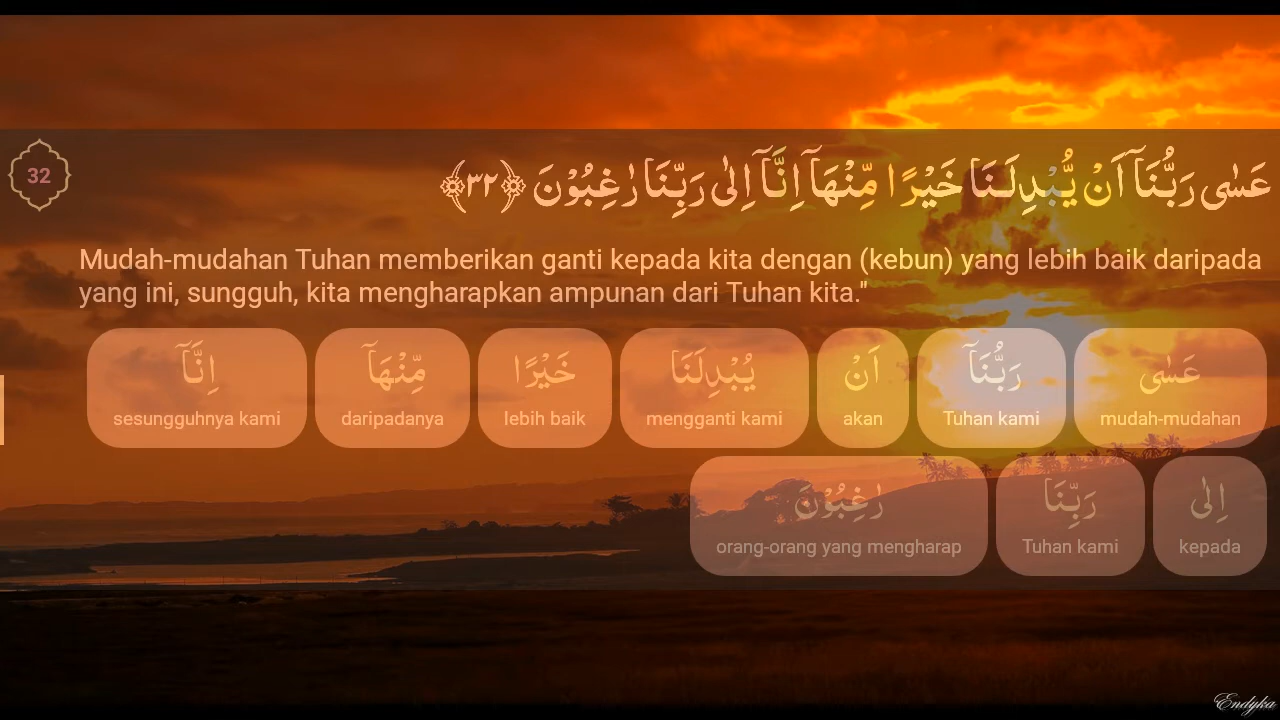 32
عَسٰى رَبُّنَآ اَنْ يُّبْدِلَنَا خَيْرًا مِّنْهَآ اِنَّآ اِلٰى رَبِّنَا رٰغِبُوْنَ ﴿٣٢﴾
Mudah-mudahan Tuhan memberikan ganti kepada kita dengan (kebun) yang lebih baik daripada
yang ini, sungguh, kita mengharapkan ampunan dari Tuhan kita."
عَسٰى رَبُّنَآ اَنْ يُبْدِلَنَا خَيْرًا مِّنْهَآ اِنَّآ
sesungguhnya kami daripadanya lebih baik mengganti kami akan Tuhan kami mudah-mudahan
اِلٰى رَبِّنَا رٰغِبُوْنَ
orang-orang yang mengharap Tuhan kami kepada
Endyka